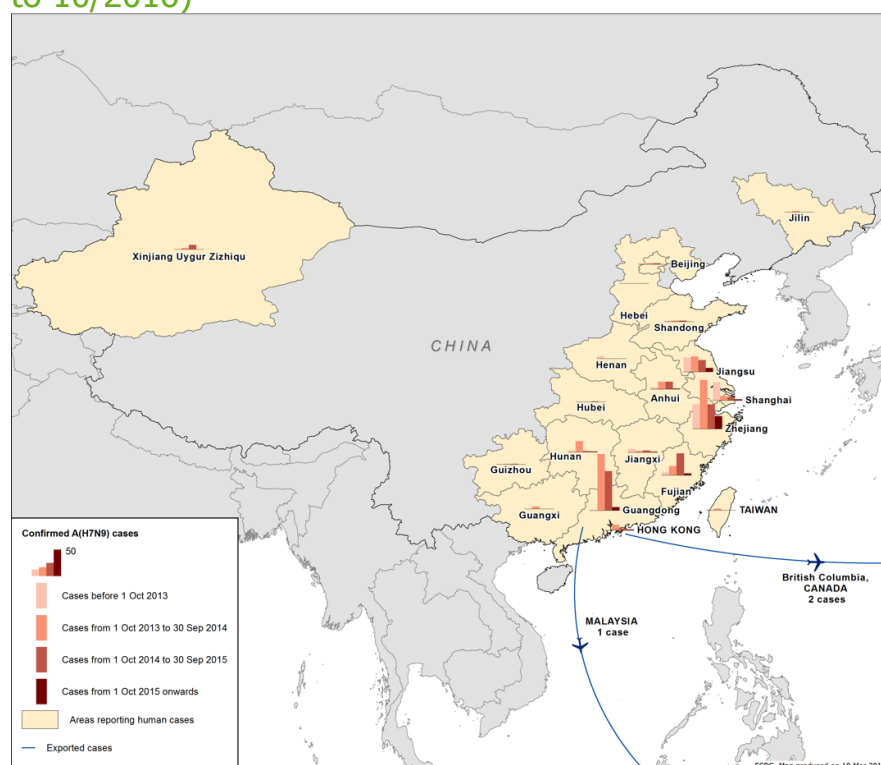 to 10/2016)
Jilin
Xinjiang Uygur Zizhiqu
Beijing
Hebei
Shandong
CHINA
Henan
Jiangsu
Anhui
Shanghai
Hubei
Zhejiang
Hunan
Jiangxi
Guizhou
Fujian
Guangxi
Guangdong
TAIWAN
HONG KONG
British Columbia,
CANADA
2 cases
MALAYSIA
1 case
Confirmed A(H7N9) cases
50
Cases before 1 Oct 2013
Cases from 1 Oct 2013 to 30 Sep 2014
Cases from 1 Oct 2014 to 30 Sep 2015
Cases from 1 Oct 2015 onwards
Areas reporting human cases
Exported cases